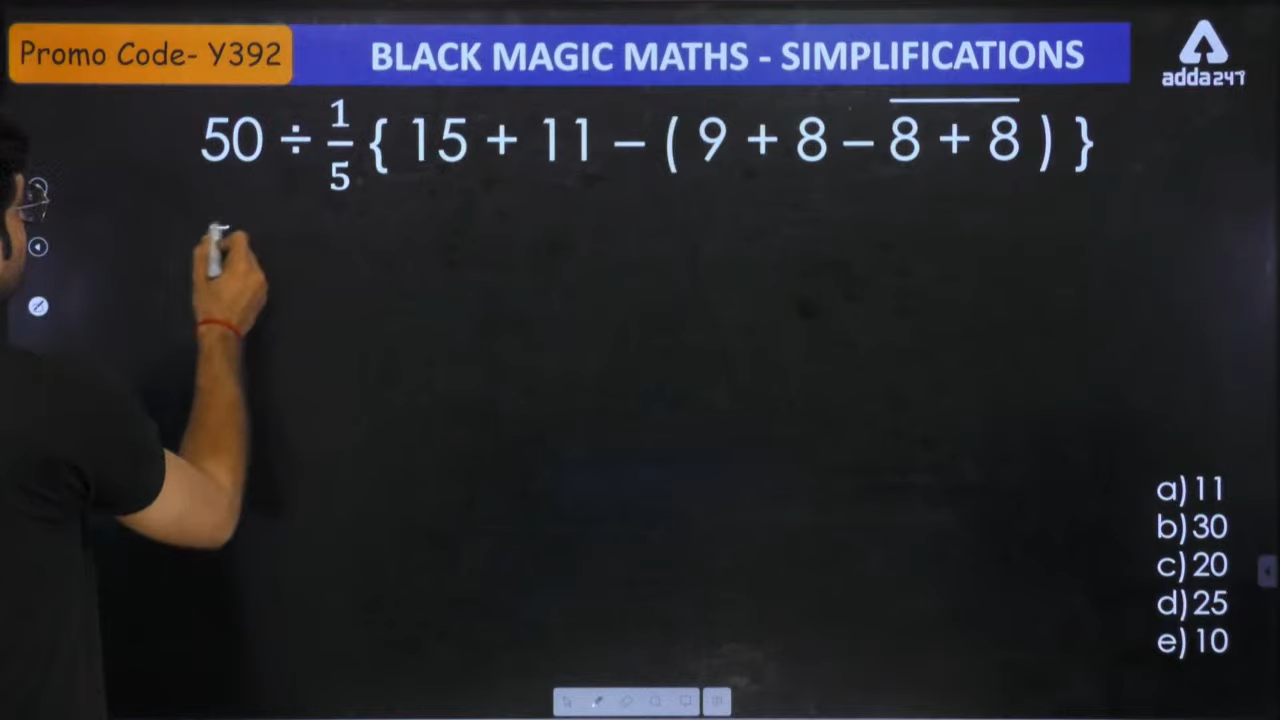 Promo Code- Y392
BLACK MAGIC MATHS - SIMPLIFICATIONS
adda247
50 ÷ 1/5 { 15 + 11 – ( 9 + 8 – 8̅ ̅+̅ ̅8̅ ) }
a) 11
b) 30
c) 20
d) 25
e) 10